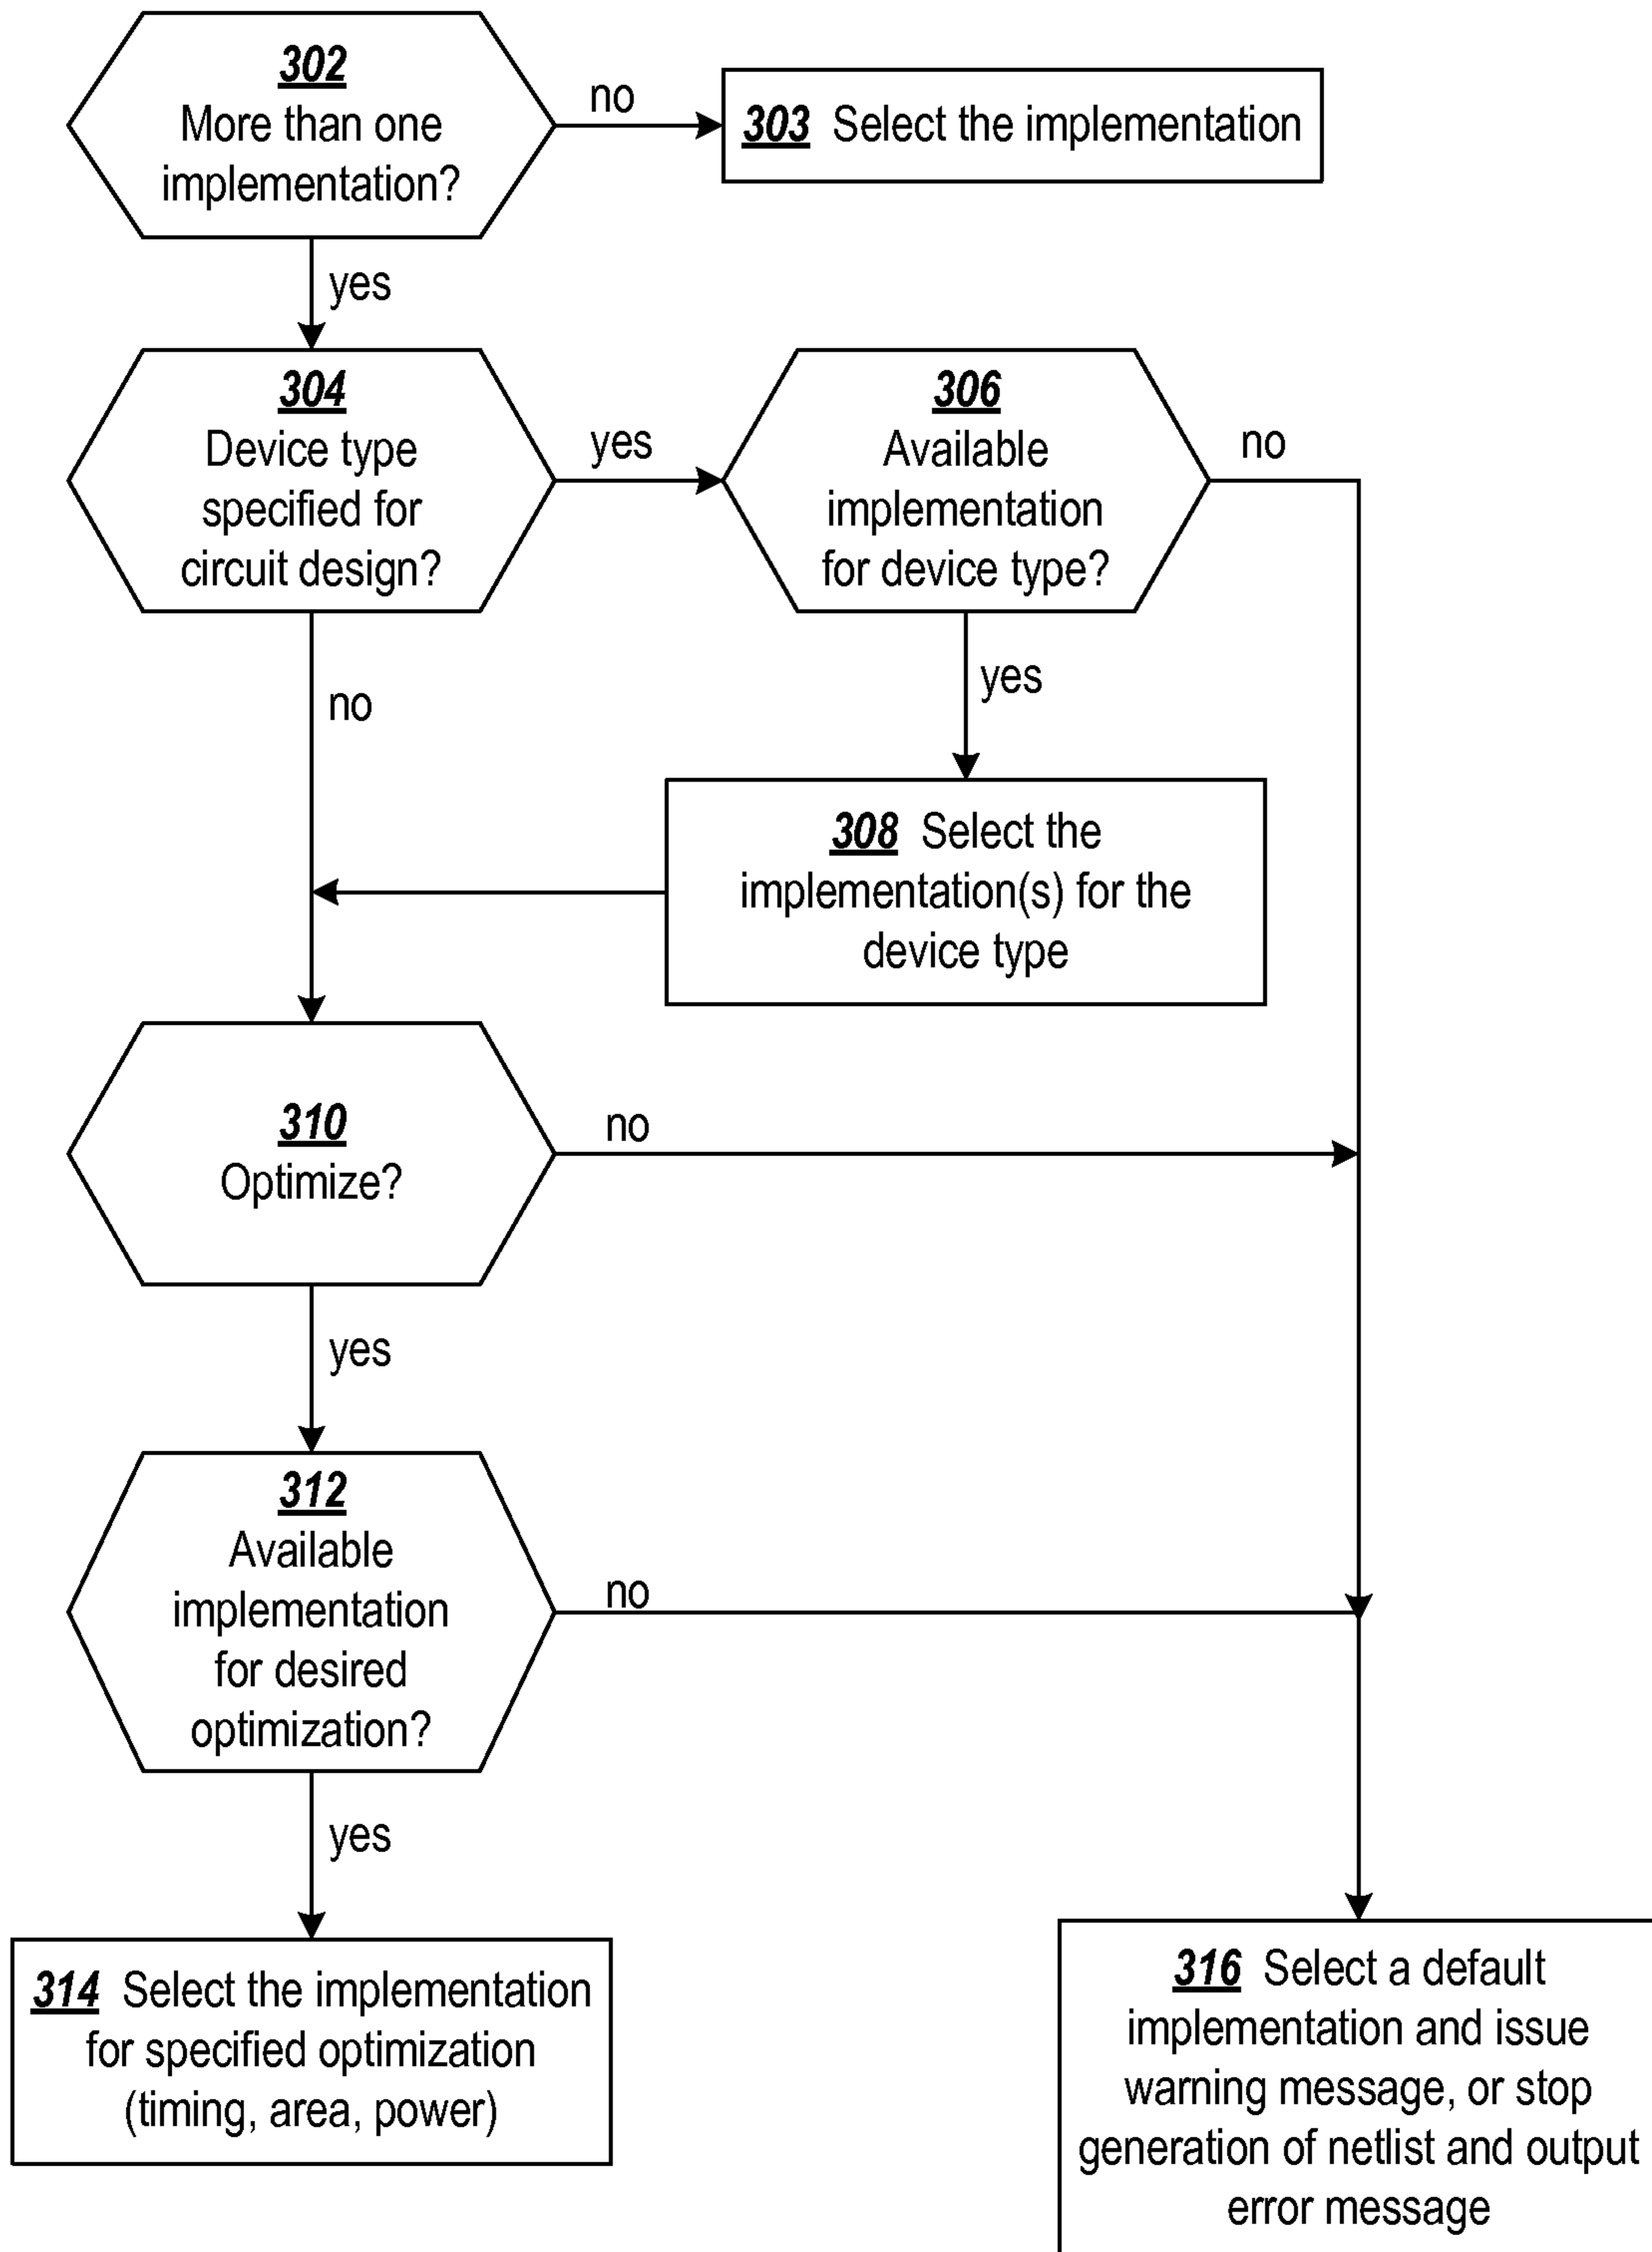 302
More than one
implementation?
no
303 Select the implementation
yes
304
Device type
specified for
circuit design?
yes
306
Available
implementation
for device type?
no
yes
no
308 Select the
implementation(s) for the
device type
310
Optimize?
no
yes
312
Available
implementation
for desired
optimization?
no
yes
314 Select the implementation
for specified optimization
(timing, area, power)
316 Select a default
implementation and issue
warning message, or stop
generation of netlist and output
error message